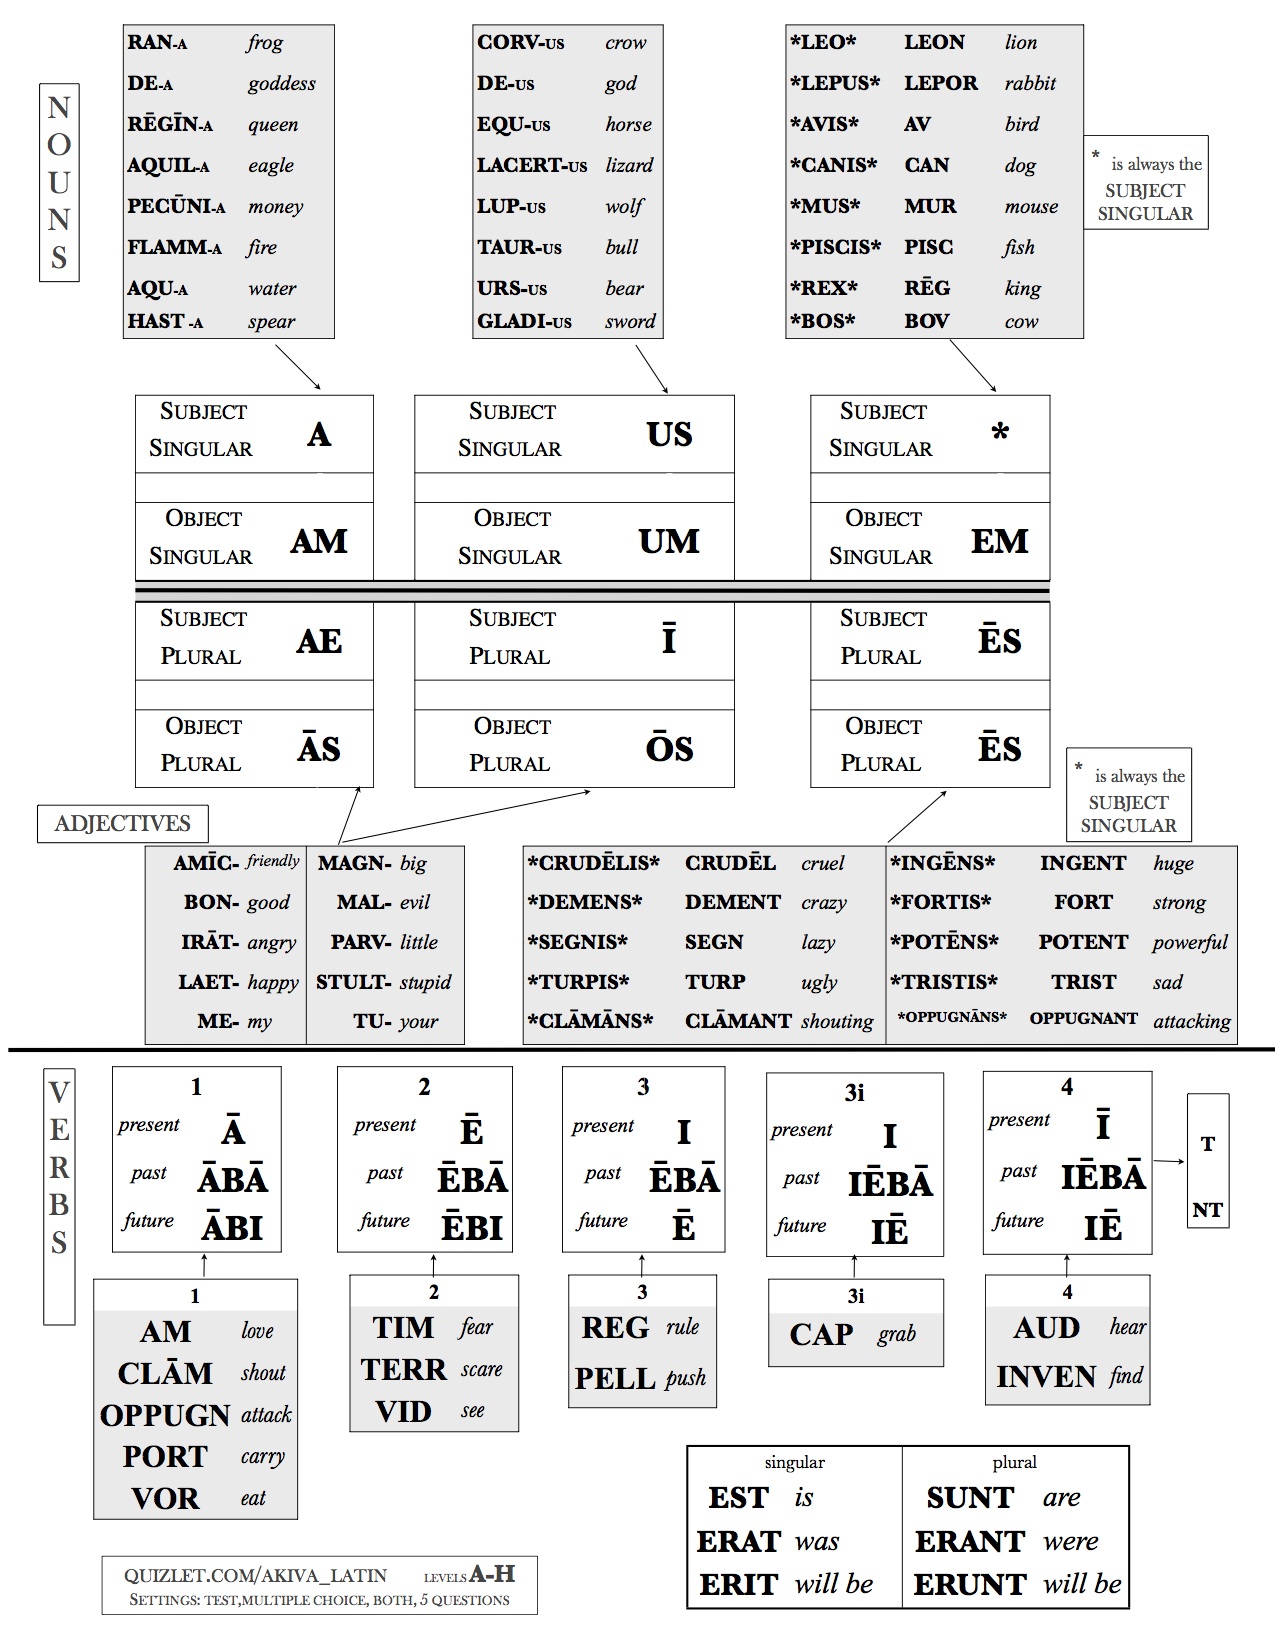 NOUNS
RAN-A frog
DE-A goddess
RĒGĪN-A queen
AQUIL-A eagle
PECŪNI-A money
FLAMM-A fire
AQU-A water
HAST -A spear
CORV-US crow
DE-US god
EQU-US horse
LACERT-US lizard
LUP-US wolf
TAUR-US bull
URS-US bear
GLADI-US sword
*LEO* LEON lion
*LEPUS* LEPOR rabbit
*AVIS* AV bird
*CANIS* CAN dog
*MUS* MUR mouse
*PISCIS* PISC fish
*REX* RĒG king
*BOS* BOV cow
* is always the
SUBJECT
SINGULAR
SUBJECT
SINGULAR A
OBJECT
SINGULAR AM
SUBJECT
PLURAL AE
OBJECT
PLURAL ĀS
SUBJECT
SINGULAR US
OBJECT
SINGULAR UM
SUBJECT
PLURAL Ī
OBJECT
PLURAL ŌS
SUBJECT
SINGULAR *
OBJECT
SINGULAR EM
SUBJECT
PLURAL ĒS
OBJECT
PLURAL ĒS
* is always the
SUBJECT
SINGULAR
ADJECTIVES
AMĪC- friendly
BON- good
IRĀT- angry
LAET- happy
ME- my
MAGN- big
MAL- evil
PARV- little
STULT- stupid
TU- your
*CRUDĒLIS* CRUDĒL cruel
*DEMENS* DEMENT crazy
*SEGNIS* SEGN lazy
*TURPIS* TURP ugly
*CLĀMĀNS* CLĀMANT shouting
*INGĒNS* INGENT huge
*FORTIS* FORT strong
*POTĒNS* POTENT powerful
*TRISTIS* TRIST sad
*OPPUGNĀNS* OPPUGNANT attacking
VERBS
1
present Ā
past ĀBĀ
future ĀBI
2
present Ē
past ĒBĀ
future ĒBI
3
present I
past ĒBĀ
future Ē
3i
present I
past IĒBĀ
future IĒ
4
present Ī
past IĒBĀ
future IĒ
T
NT
1
AM love
CLĀM shout
OPPUGN attack
PORT carry
VOR eat
2
TIM fear
TERR scare
VID see
3
REG rule
PELL push
3i
CAP grab
4
AUD hear
INVEN find
singular
EST is
ERAT was
ERIT will be
plural
SUNT are
ERANT were
ERUNT will be
QUIZLET.COM/AKIVA_LATIN LEVELS A-H
SETTINGS: TEST,MULTIPLE CHOICE, BOTH, 5 QUESTIONS